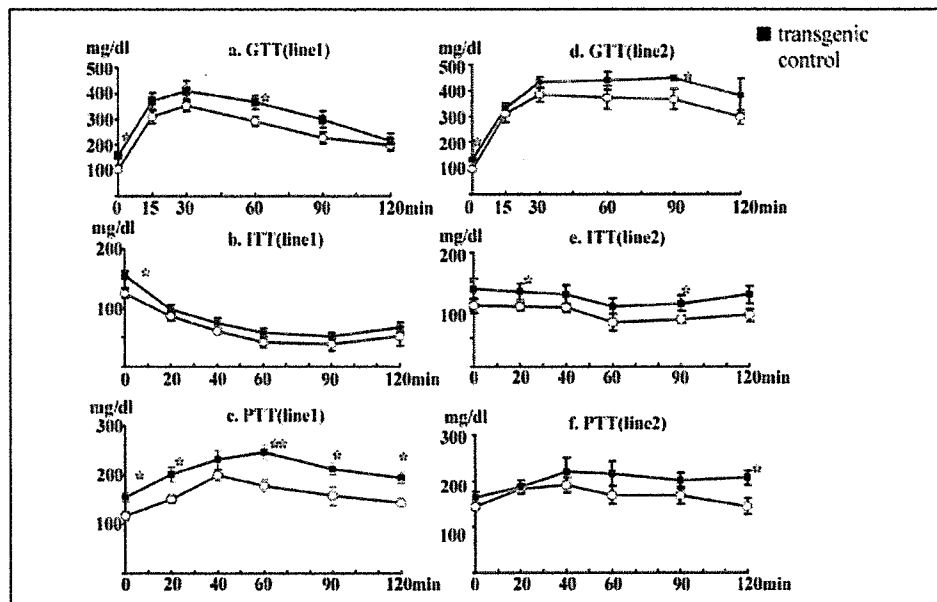 ■ transgenic
control
a. GTT(line1)
mg/dl
500
400
300
200
100
☆
☆
0 15 30 60 90 120min
d. GTT(line2)
mg/dl
500
400
300
200
100
☆
☆
0 15 30 60 90 120min
b. ITT(line1)
mg/dl
200
100
☆
0 20 40 60 90 120min
e. ITT(line2)
mg/dl
200
100
☆
☆
0 20 40 60 90 120min
c. PTT(line1)
mg/dl
300
200
100
☆
☆
☆☆
☆
☆
0 20 40 60 90 120min
f. PTT(line2)
mg/dl
300
200
100
☆
0 20 40 60 90 120min